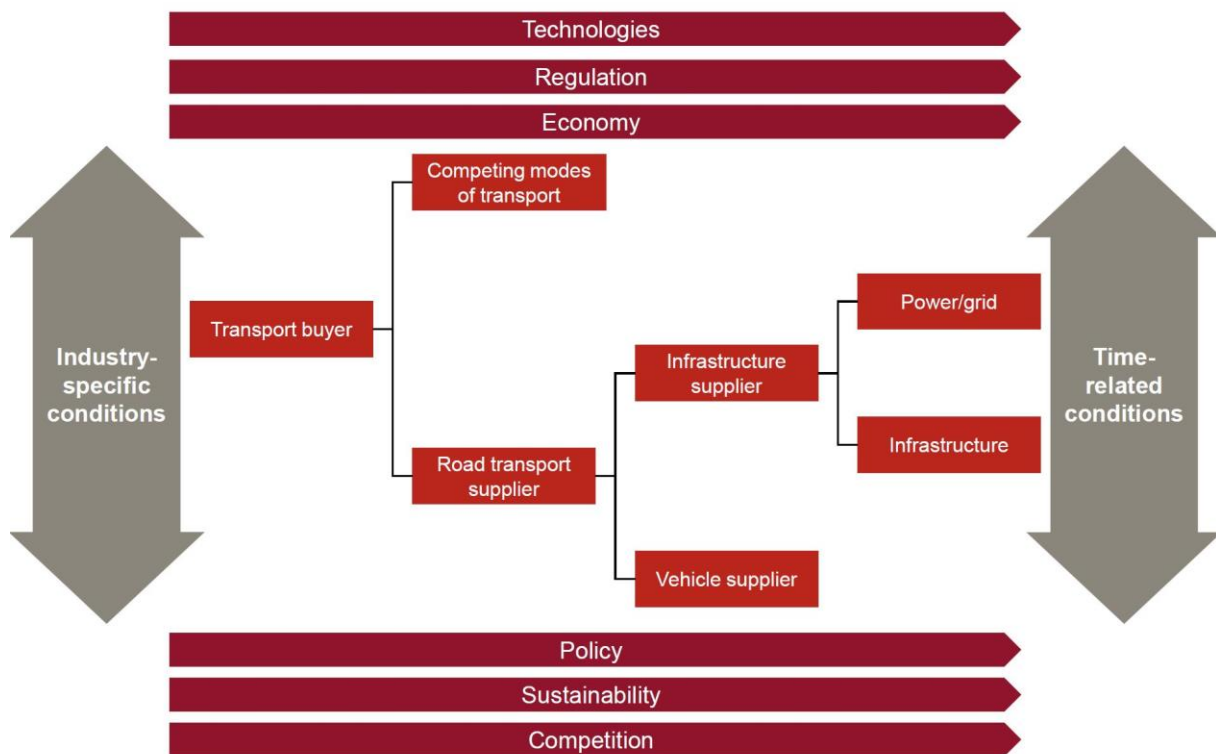 Technologies
Regulation
Economy
Competing modes
of transport
Transport buyer
Power/grid
Industry-
specific
conditions
Infrastructure
supplier
Time-
related
conditions
Infrastructure
Road transport
supplier
Vehicle supplier
Policy
Sustainability
Competition